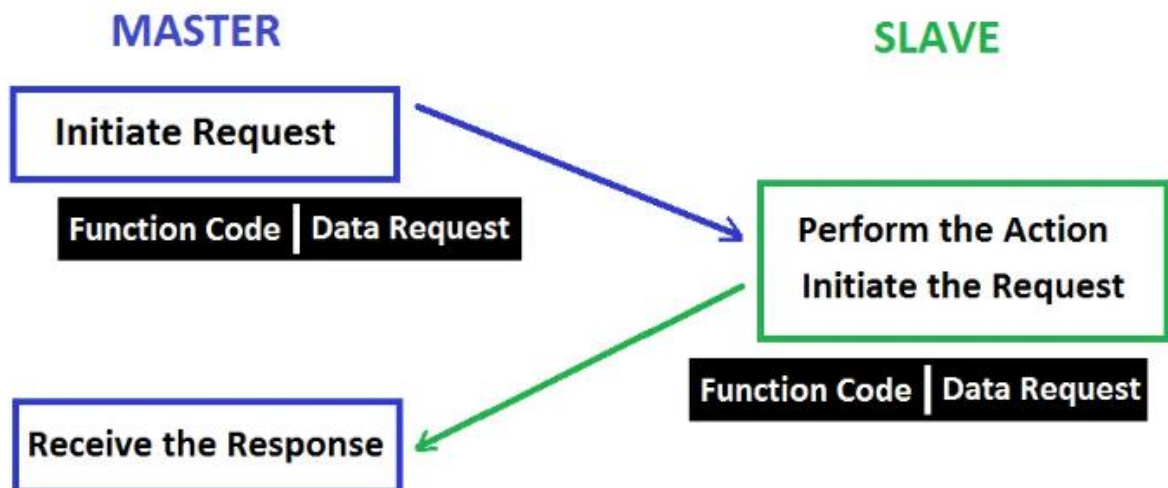 MASTER
SLAVE
Initiate Request
Function Code | Data Request
Perform the Action
Initiate the Request
Function Code | Data Request
Receive the Response